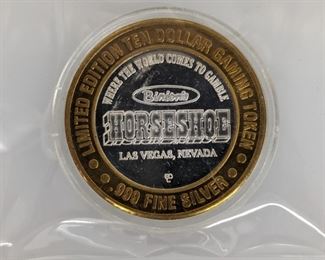 LIMITED EDITION TEN DOLLAR GAMING TOKEN
WHERE THE WORLD COMES TO GAMBLE
Binion's
HORSESHOE
LAS VEGAS, NEVADA
.999 FINE SILVER